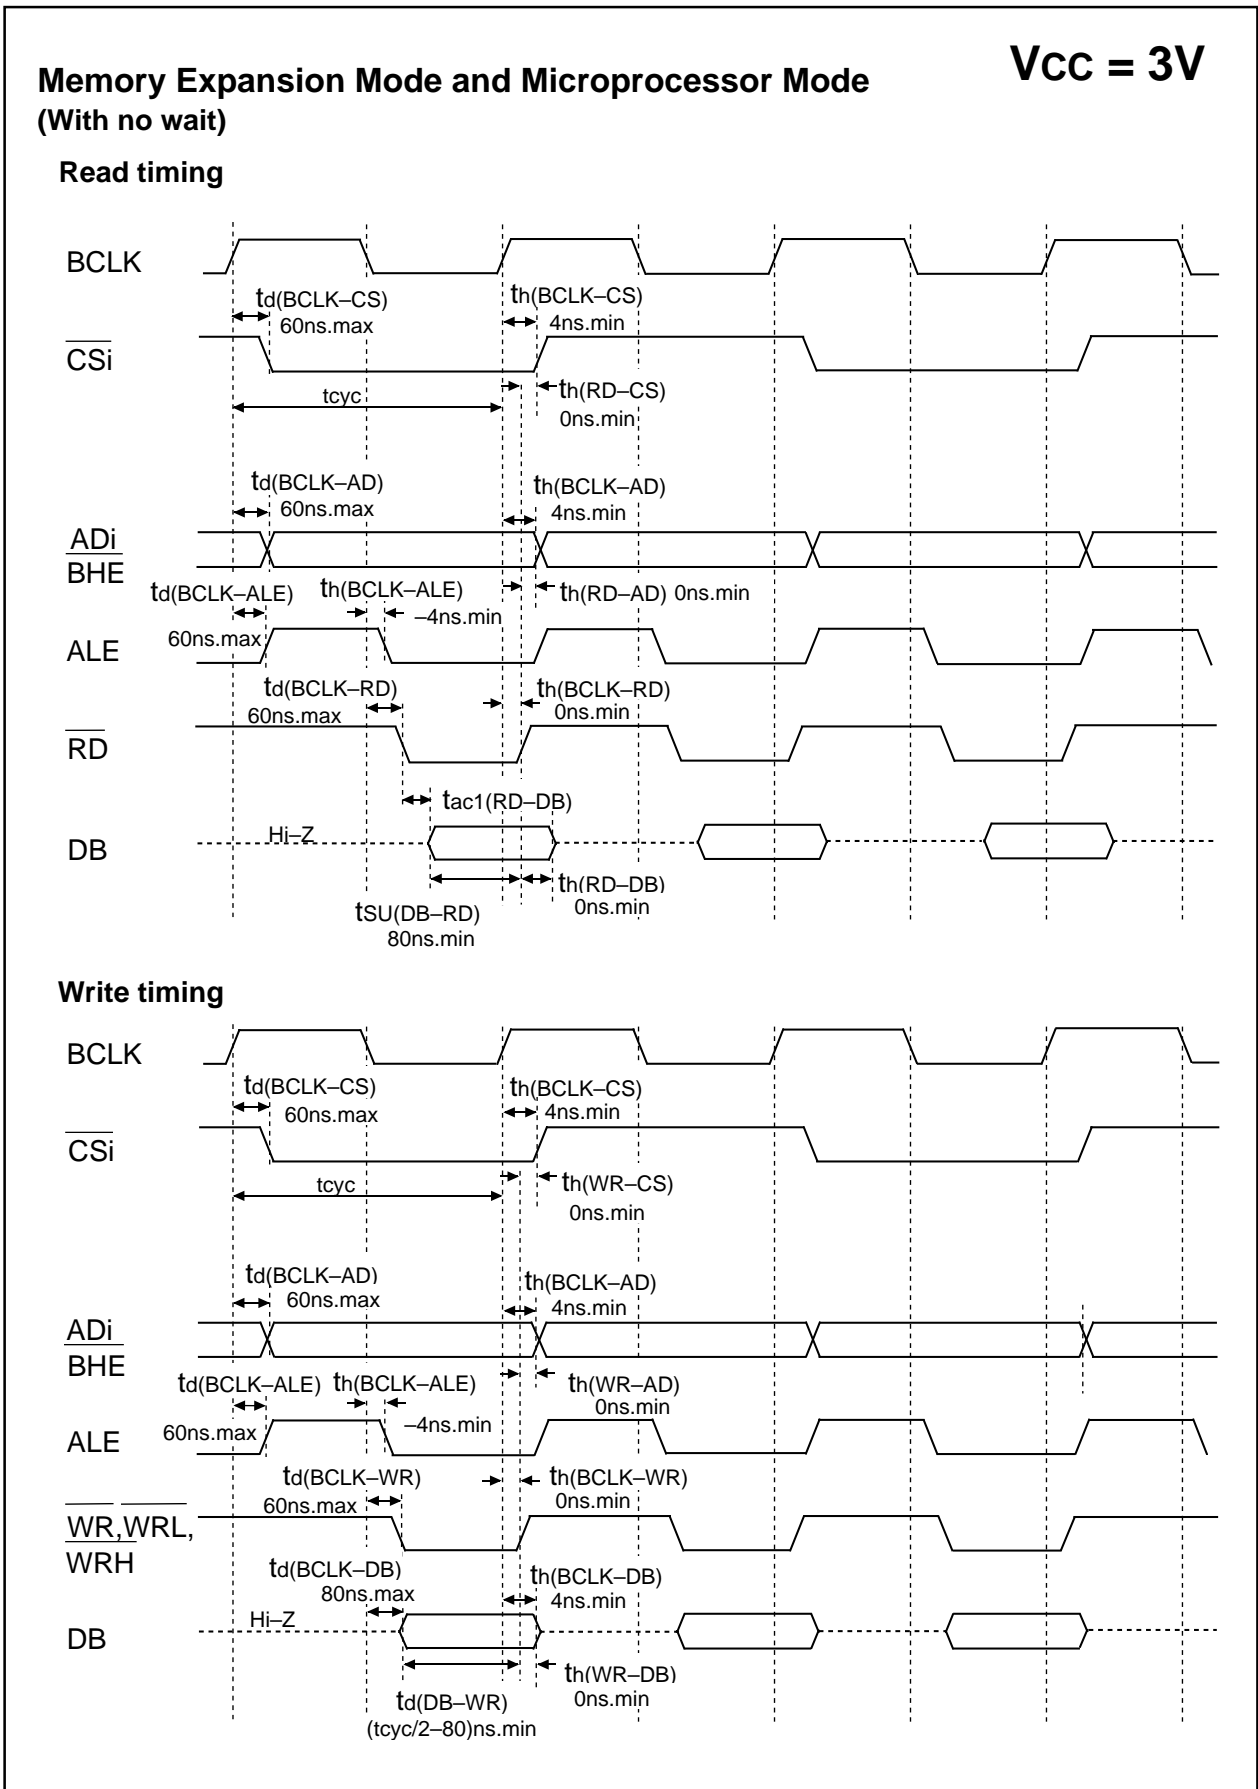 VCC = 3V
Memory Expansion Mode and Microprocessor Mode
(With no wait)
Read timing
BCLK
td(BCLK–CS)
60ns.max
th(BCLK–CS)
4ns.min
CSi
tcyc
th(RD–CS)
0ns.min
td(BCLK–AD)
60ns.max
th(BCLK–AD)
4ns.min
ADi
BHE
td(BCLK–ALE)
60ns.max
th(BCLK–ALE)
–4ns.min
th(RD–AD) 0ns.min
ALE
td(BCLK–RD)
60ns.max
th(BCLK–RD)
0ns.min
RD
tac1(RD–DB)
Hi–Z
DB
th(RD–DB)
0ns.min
tSU(DB–RD)
80ns.min
Write timing
BCLK
td(BCLK–CS)
60ns.max
th(BCLK–CS)
4ns.min
CSi
tcyc
th(WR–CS)
0ns.min
td(BCLK–AD)
60ns.max
th(BCLK–AD)
4ns.min
ADi
BHE
td(BCLK–ALE)
60ns.max
th(BCLK–ALE)
–4ns.min
th(WR–AD)
0ns.min
ALE
td(BCLK–WR)
60ns.max
th(BCLK–WR)
0ns.min
WR,WRL,
WRH
td(BCLK–DB)
80ns.max
th(BCLK–DB)
4ns.min
Hi–Z
DB
th(WR–DB)
0ns.min
td(DB–WR)
(tcyc/2–80)ns.min